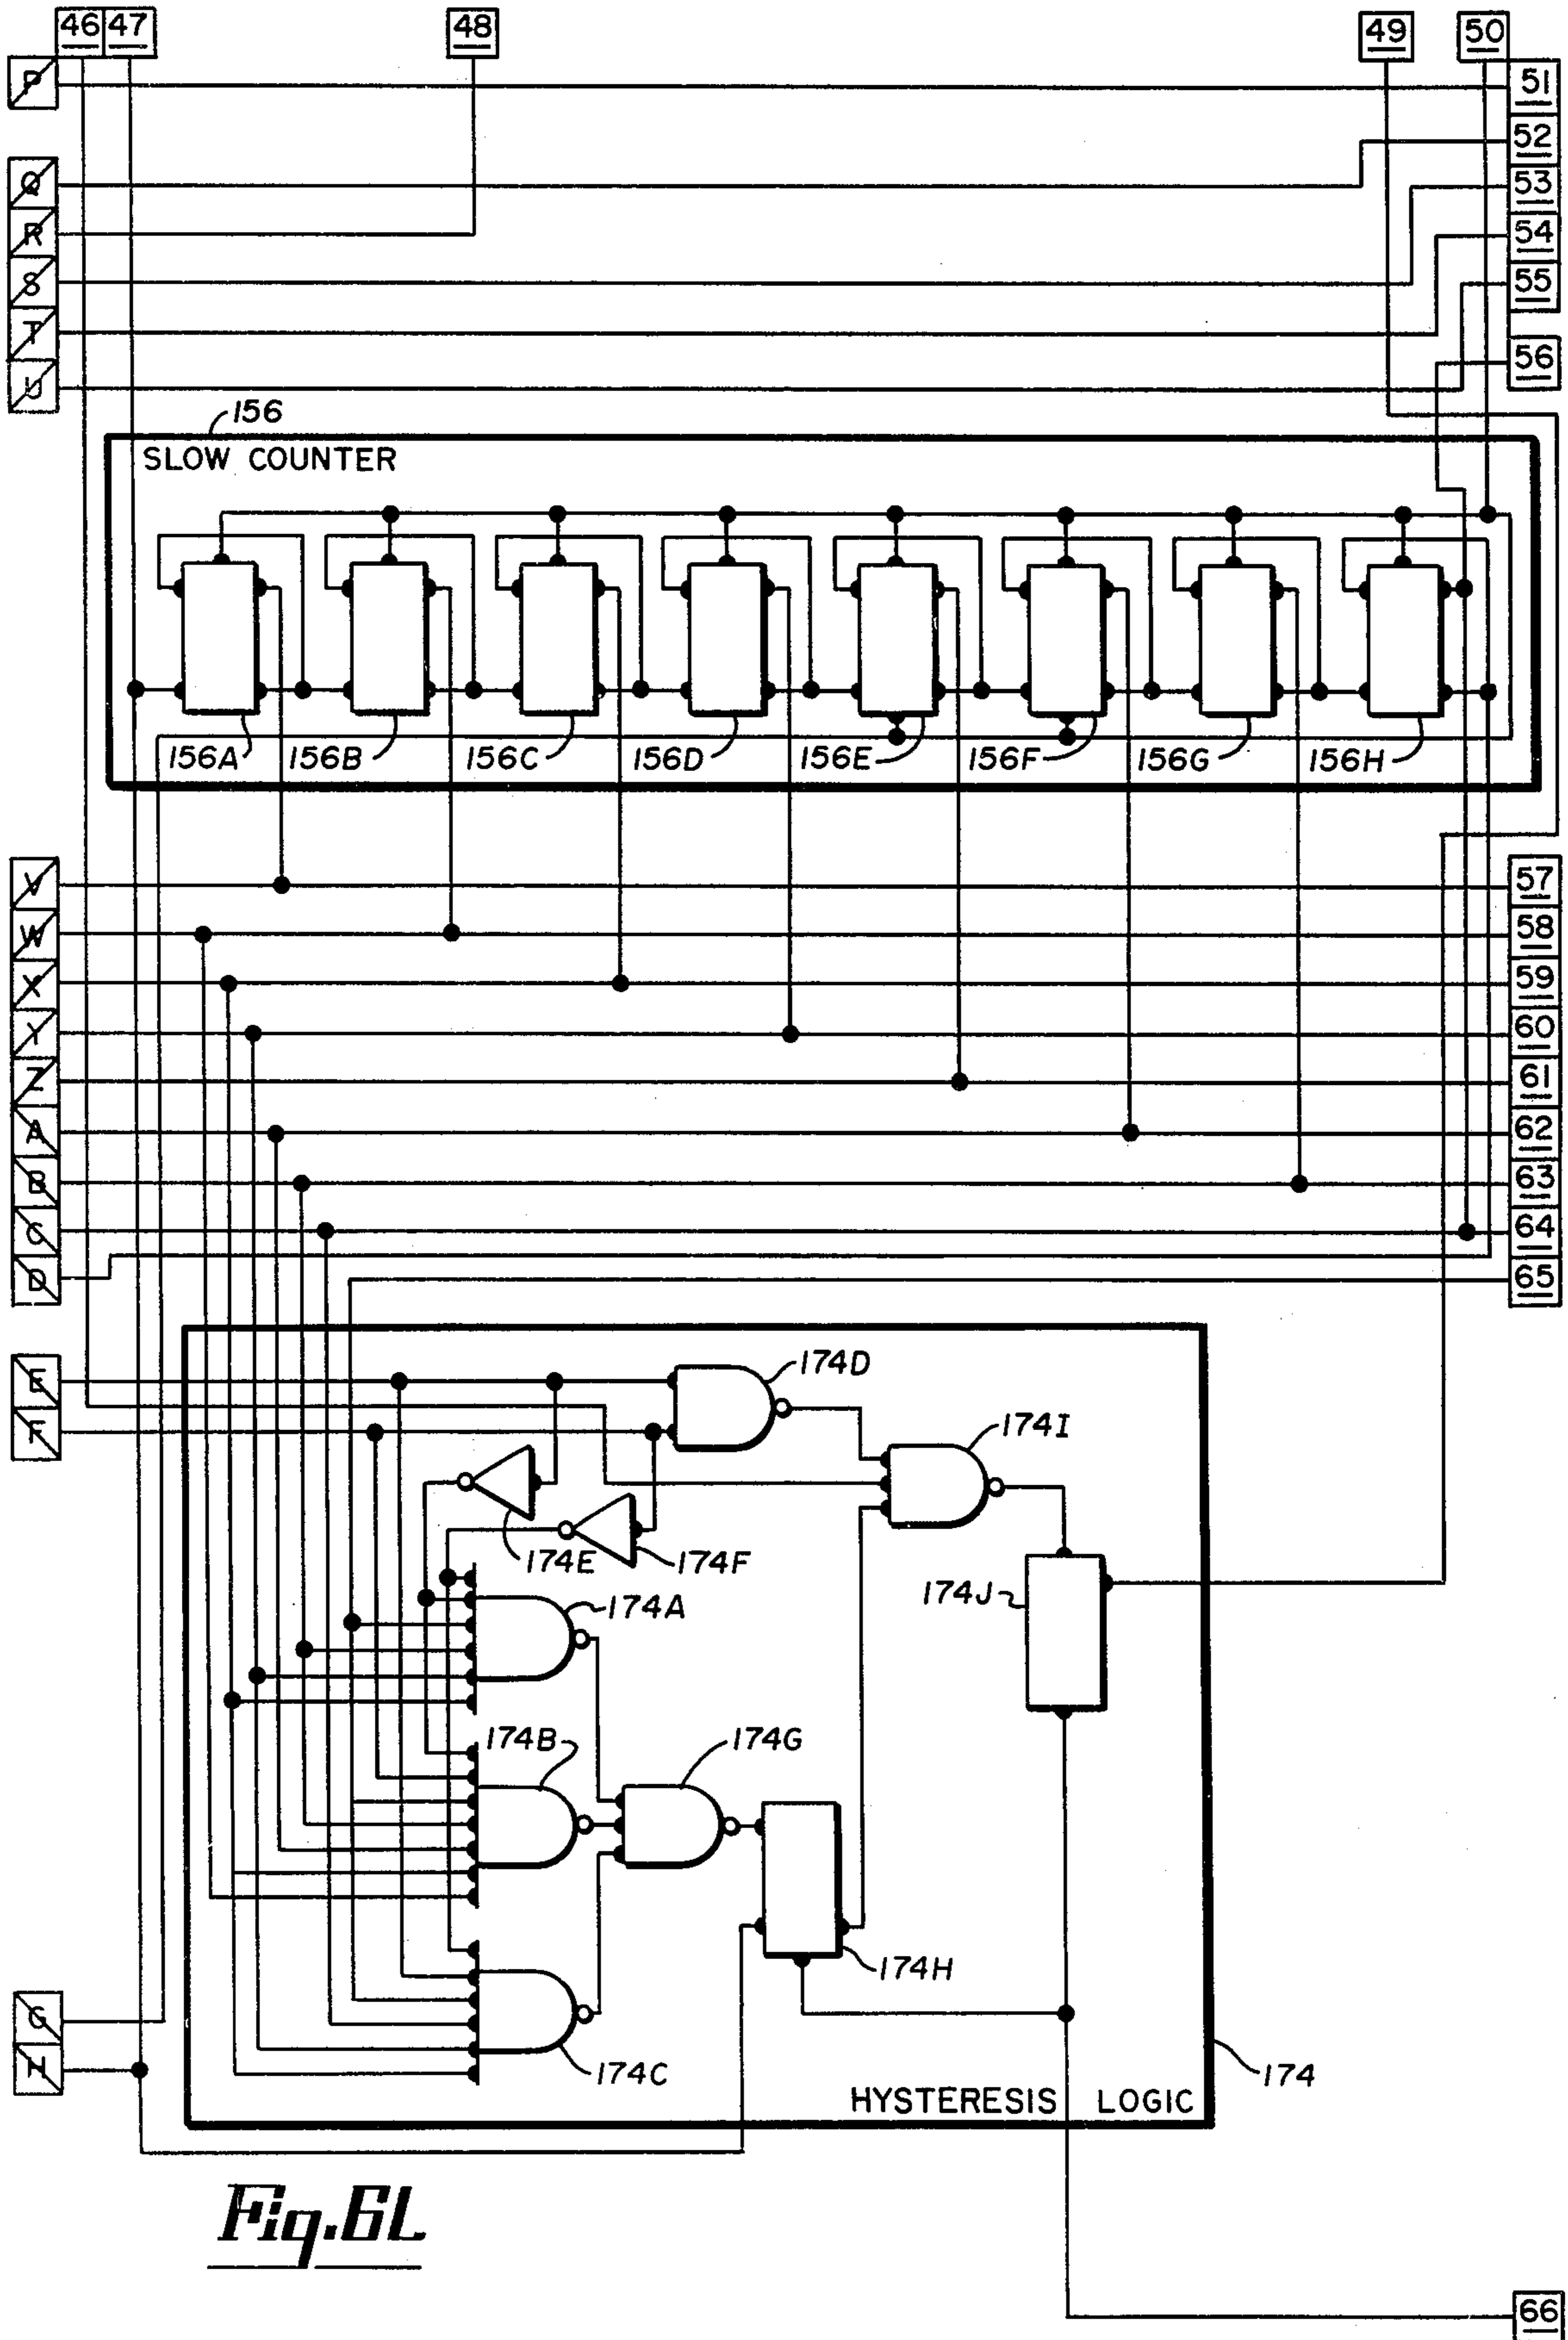 46 47 48 49 50
P 51
52
Q 53
R 54
S 55
T
U 56
156
SLOW COUNTER
156A 156B 156C 156D 156E 156F 156G 156H
V 57
W 58
X 59
Y 60
Z 61
A 62
B 63
C 64
D 65
E 174D
F 174I
174E 174F
174J 174A
174B 174G
174H
G 174C
H 174
HYSTERESIS LOGIC
Fig. 6L
66